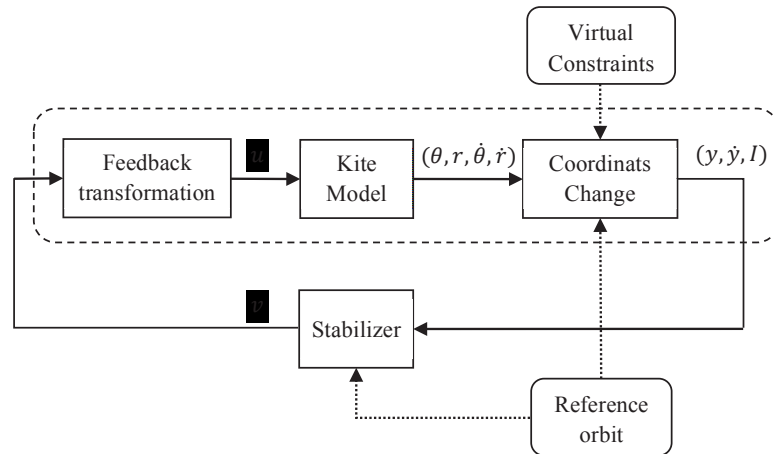 Virtual
Constraints
Feedback
transformation
u
Kite
Model
(θ, r, θ̇, ṙ)
Coordinats
Change
(y, ẏ, I)
v
Stabilizer
Reference
orbit